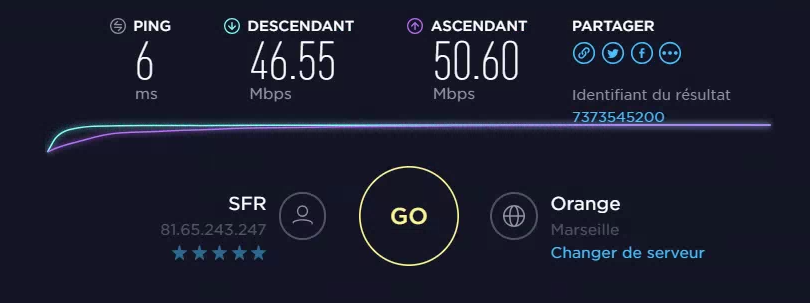 PING
6
ms
DESCENDANT
46.55
Mbps
ASCENDANT
50.60
Mbps
PARTAGER
Identifiant du résultat
7373545200
SFR
81.65.243.247
GO
Orange
Marseille
Changer de serveur